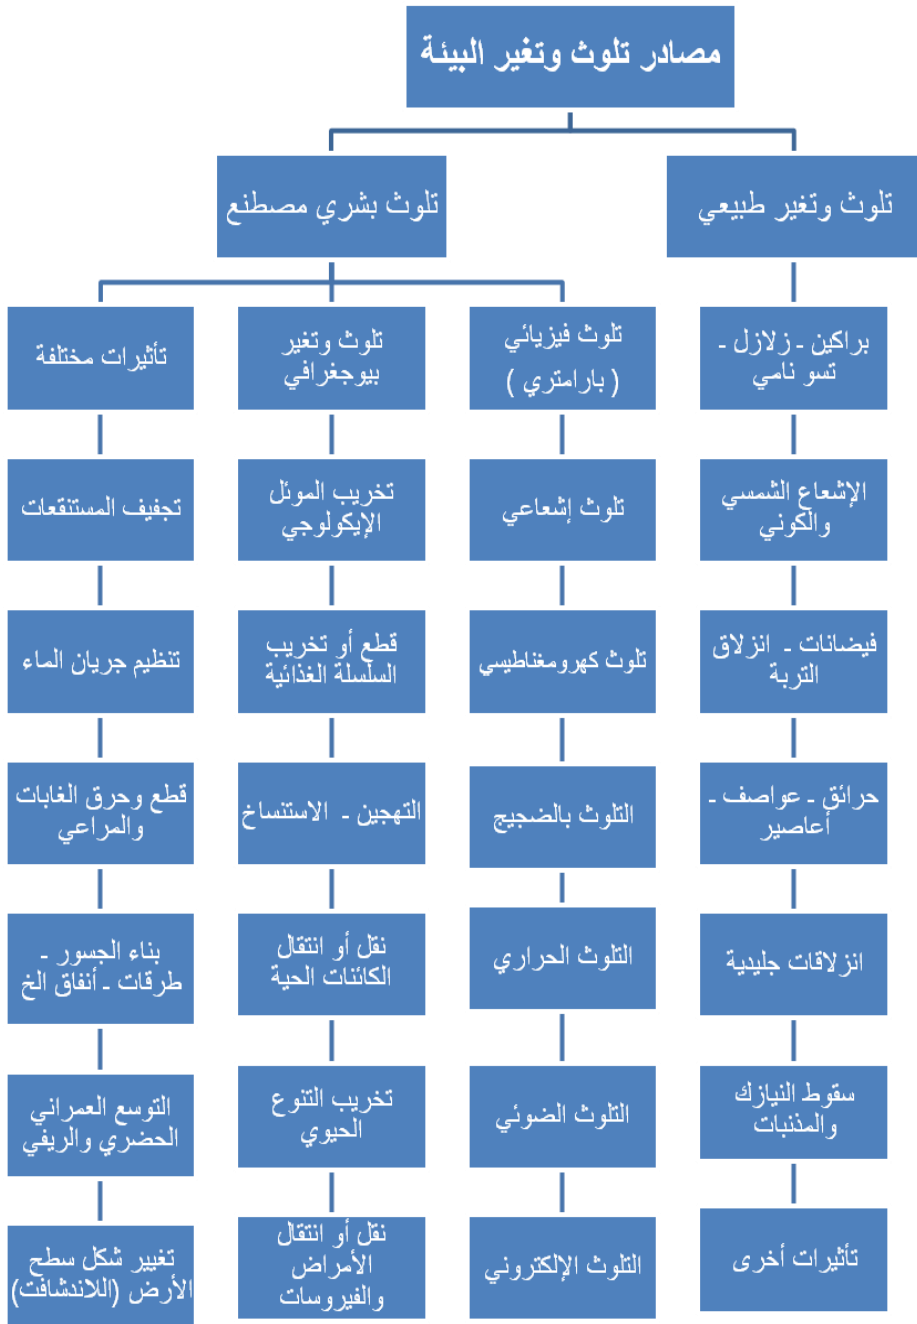 مصادر تلوث وتغير البيئة
تلوث وتغير طبيعي
براكين - زلازل -
تسو نامي
الإشعاع الشمسي
والكوني
فيضانات - انزلاق
التربة
حرائق - عواصف -
أعاصير
انزلاقات جليدية
سقوط النيازك
والمذنبات
تأثيرات أخرى
تلوث بشري مصطنع
تلوث فيزيائي
( بارامتري )
تلوث إشعاعي
تلوث كهرومغناطيسي
التلوث بالضجيج
التلوث الحراري
التلوث الضوئي
التلوث الإلكتروني
تلوث وتغير
بيوجغرافي
تخريب الموئل
الإيكولوجي
قطع أو تخريب
السلسلة الغذائية
التهجين - الاستنساخ
نقل أو انتقال
الكائنات الحية
تخريب التنوع
الحيوي
نقل أو انتقال
الأمراض
والفيروسات
تأثيرات مختلفة
تجفيف المستنقعات
تنظيم جريان الماء
قطع وحرق الغابات
والمراعي
بناء الجسور -
طرقات - أنفاق الخ
التوسع العمراني
الحضري والريفي
تغيير شكل سطح
الأرض (اللاندشافت)